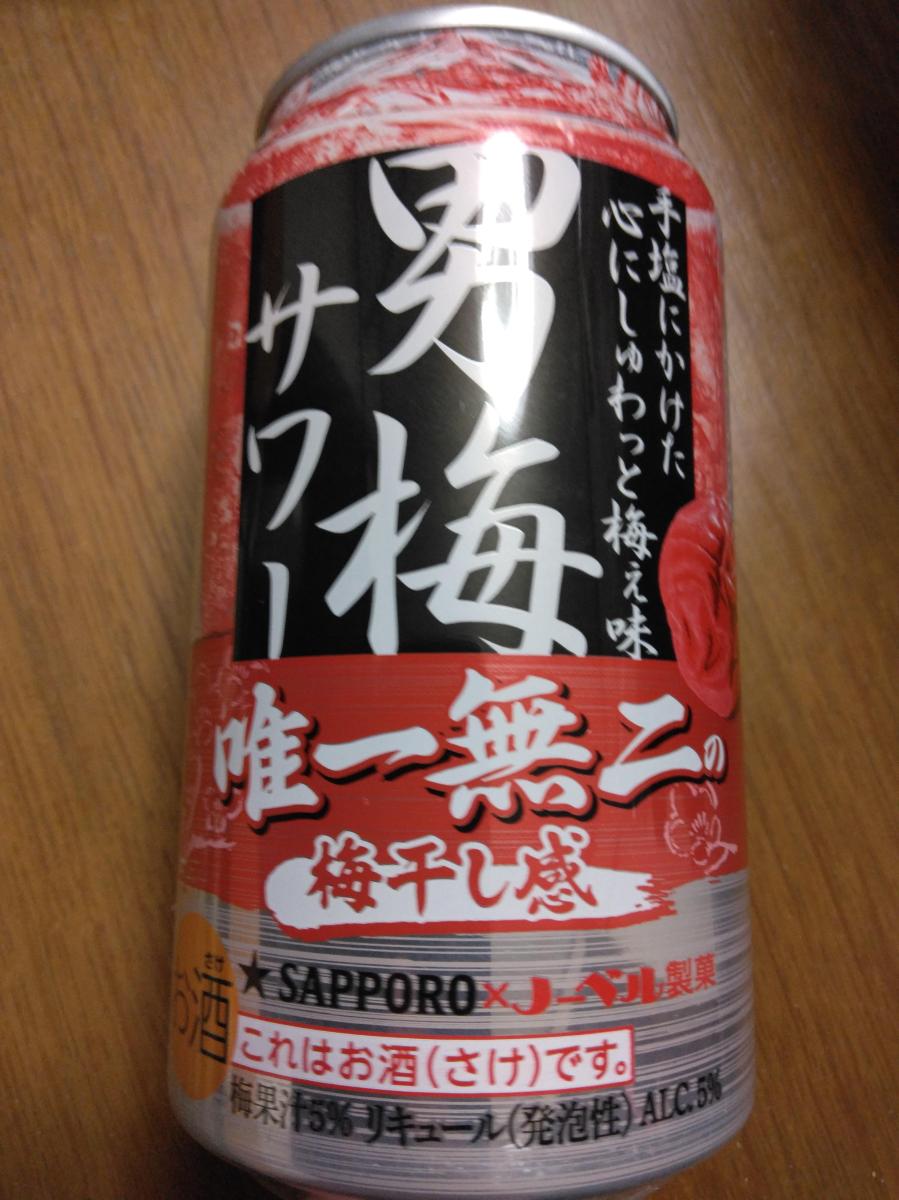 手塩にかけた
心にしゅわっと梅ぇ味
男梅
サワー
唯一無二の
梅干し感
さけ
お酒
★SAPPORO×ノーベル製菓
これはお酒(さけ)です。
梅果汁5% リキュール(発泡性) ALC.5%